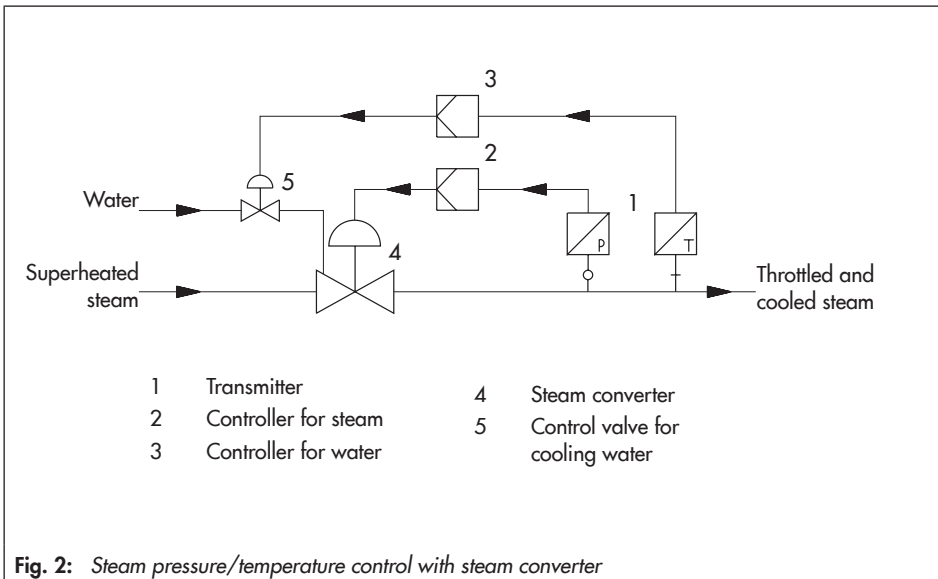 3
2
5
Water
1
P
T
4
Superheated
steam
Throttled and
cooled steam
1 Transmitter
2 Controller for steam
3 Controller for water
4 Steam converter
5 Control valve for
cooling water
Fig. 2: Steam pressure/temperature control with steam converter